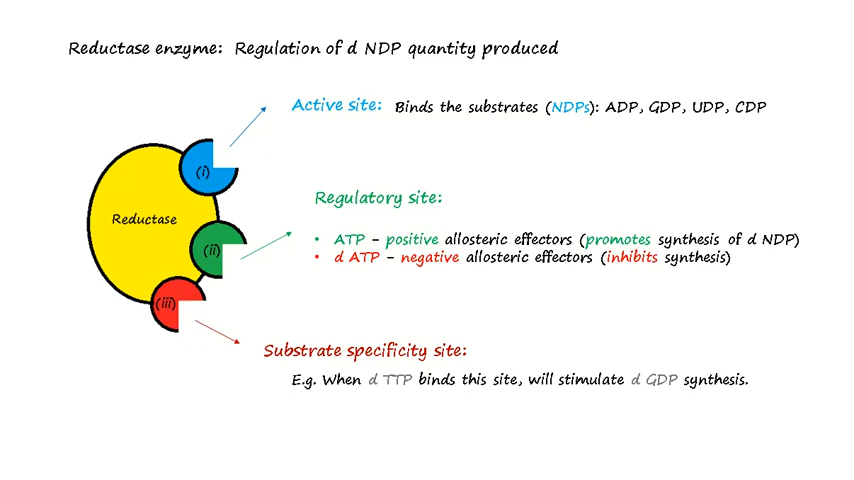 Reductase enzyme: Regulation of d NDP quantity produced
Active site: Binds the substrates (NDPs): ADP, GDP, UDP, CDP
(i)
Regulatory site:
Reductase
• ATP – positive allosteric effectors (promotes synthesis of d NDP)
(ii)
• d ATP – negative allosteric effectors (inhibits synthesis)
(iii)
Substrate specificity site:
E.g. When d TTP binds this site, will stimulate d GDP synthesis.